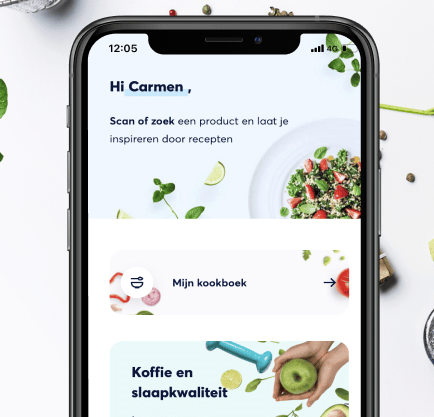 12:05
4G
Hi Carmen ,
Scan of zoek een product en laat je
inspireren door recepten
Mijn kookboek
Koffie en
slaapkwaliteit